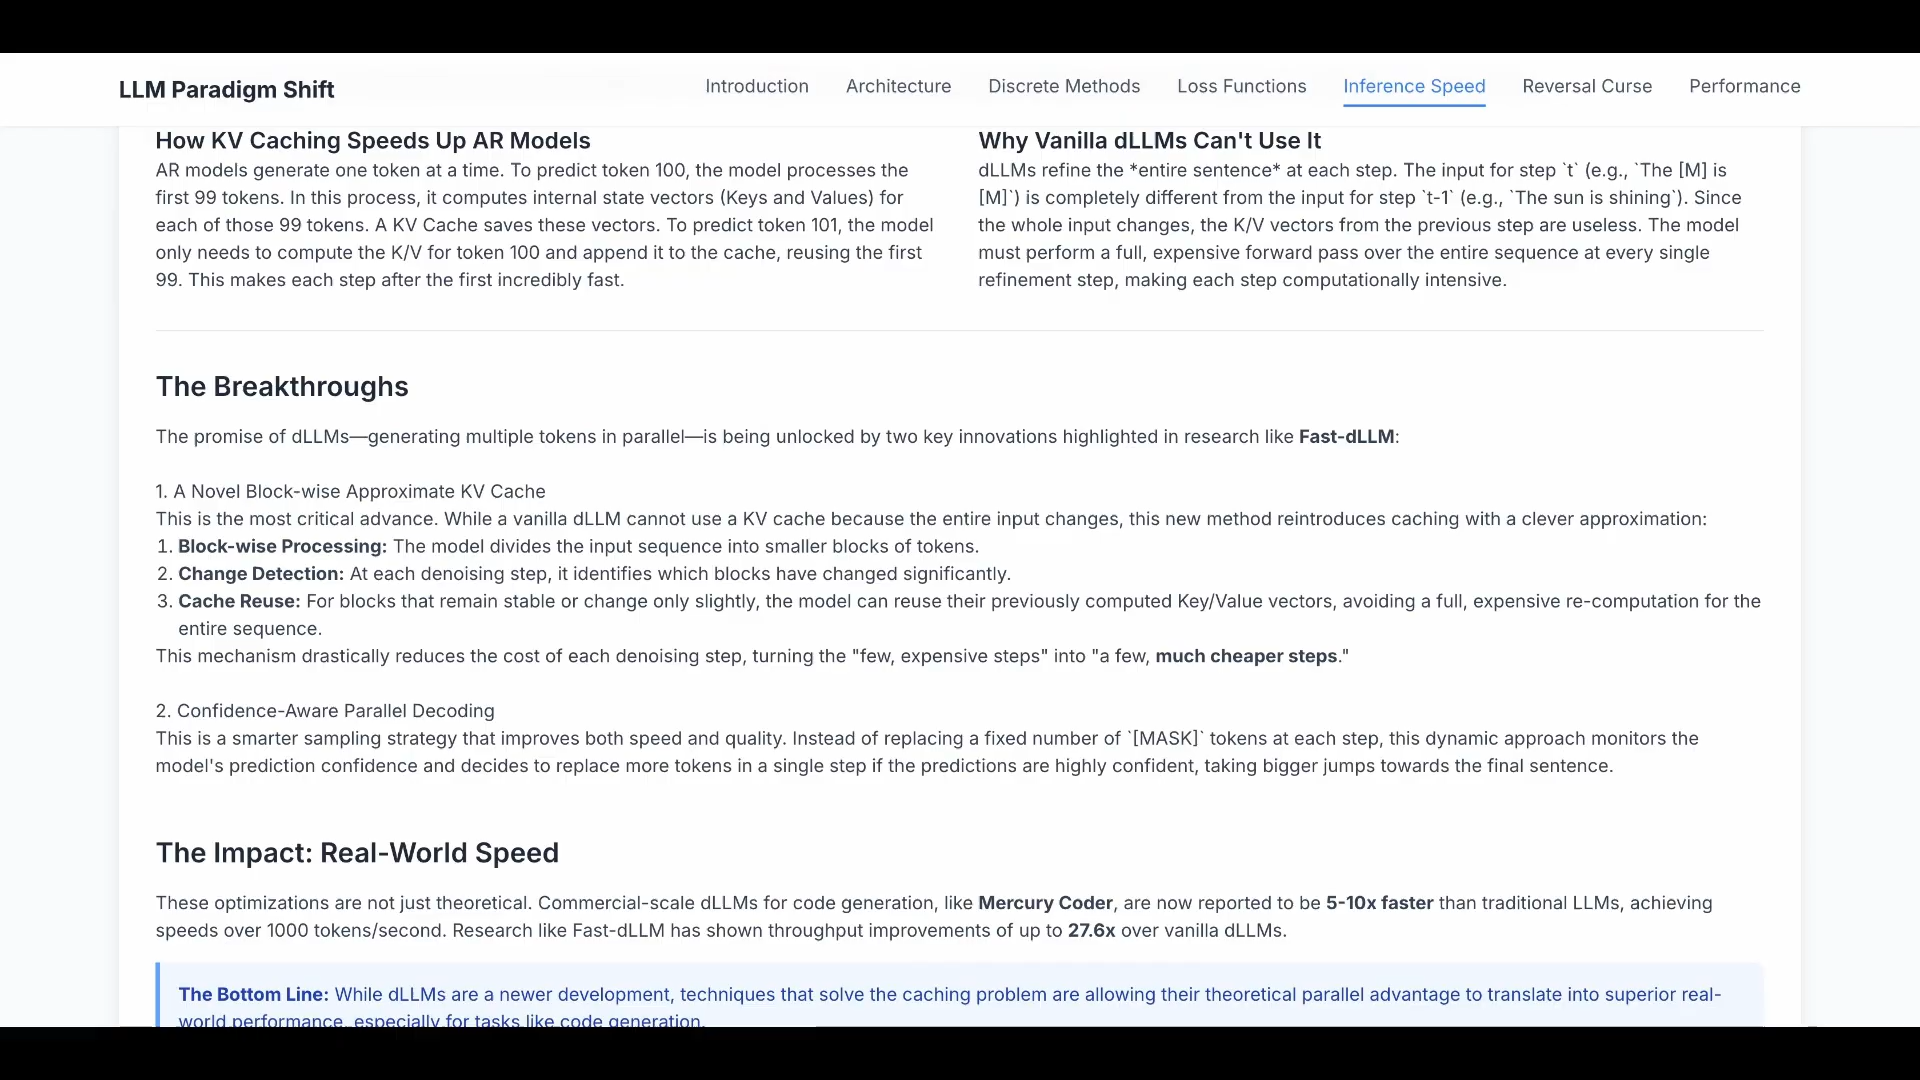 LLM Paradigm Shift
Introduction
Architecture
Discrete Methods
Loss Functions
Inference Speed
Reversal Curse
Performance
How KV Caching Speeds Up AR Models
AR models generate one token at a time. To predict token 100, the model processes the
first 99 tokens. In this process, it computes internal state vectors (Keys and Values) for
each of those 99 tokens. A KV Cache saves these vectors. To predict token 101, the model
only needs to compute the K/V for token 100 and append it to the cache, reusing the first
99. This makes each step after the first incredibly fast.
Why Vanilla dLLMs Can't Use It
dLLMs refine the *entire sentence* at each step. The input for step `t` (e.g., `The [M] is
[M]`) is completely different from the input for step `t-1` (e.g., `The sun is shining`). Since
the whole input changes, the K/V vectors from the previous step are useless. The model
must perform a full, expensive forward pass over the entire sequence at every single
refinement step, making each step computationally intensive.
The Breakthroughs
The promise of dLLMs—generating multiple tokens in parallel—is being unlocked by two key innovations highlighted in research like Fast-dLLM:
1. A Novel Block-wise Approximate KV Cache
This is the most critical advance. While a vanilla dLLM cannot use a KV cache because the entire input changes, this new method reintroduces caching with a clever approximation:
1. Block-wise Processing: The model divides the input sequence into smaller blocks of tokens.
2. Change Detection: At each denoising step, it identifies which blocks have changed significantly.
3. Cache Reuse: For blocks that remain stable or change only slightly, the model can reuse their previously computed Key/Value vectors, avoiding a full, expensive re-computation for the
entire sequence.
This mechanism drastically reduces the cost of each denoising step, turning the "few, expensive steps" into "a few, much cheaper steps."
2. Confidence-Aware Parallel Decoding
This is a smarter sampling strategy that improves both speed and quality. Instead of replacing a fixed number of `[MASK]` tokens at each step, this dynamic approach monitors the
model's prediction confidence and decides to replace more tokens in a single step if the predictions are highly confident, taking bigger jumps towards the final sentence.
The Impact: Real-World Speed
These optimizations are not just theoretical. Commercial-scale dLLMs for code generation, like Mercury Coder, are now reported to be 5-10x faster than traditional LLMs, achieving
speeds over 1000 tokens/second. Research like Fast-dLLM has shown throughput improvements of up to 27.6x over vanilla dLLMs.
The Bottom Line: While dLLMs are a newer development, techniques that solve the caching problem are allowing their theoretical parallel advantage to translate into superior real-
world performance, especially for tasks like code generation.